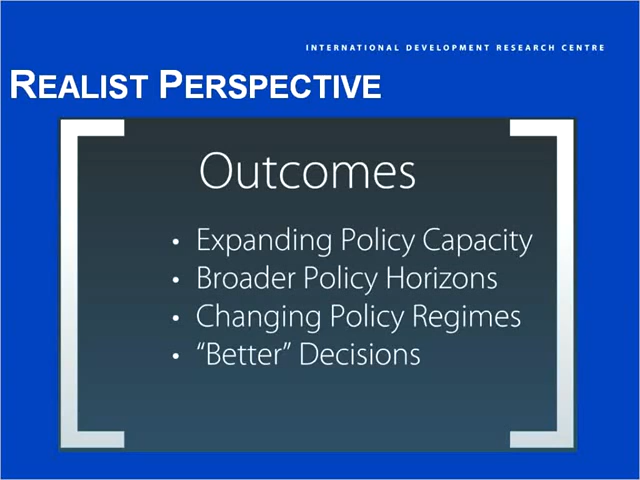 INTERNATIONAL DEVELOPMENT RESEARCH CENTRE
REALIST PERSPECTIVE
Outcomes
• Expanding Policy Capacity
• Broader Policy Horizons
• Changing Policy Regimes
• “Better” Decisions